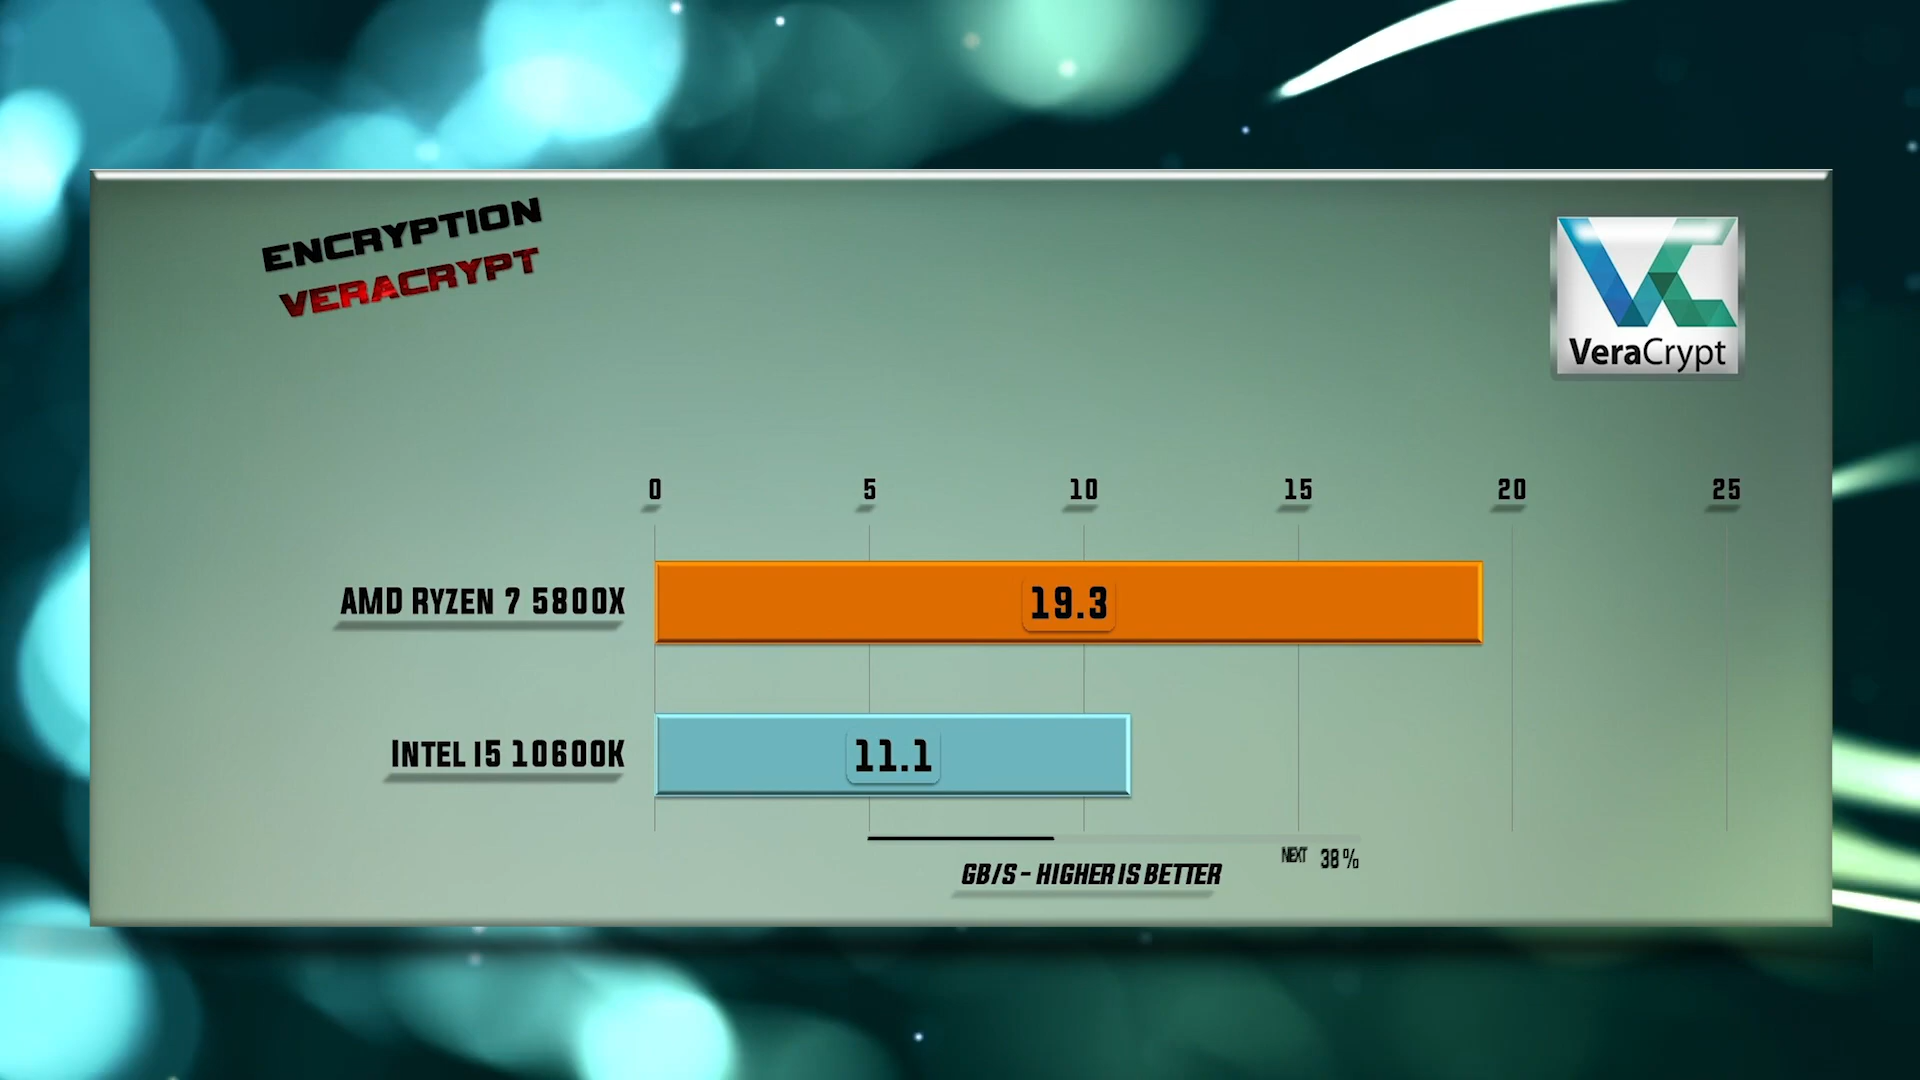 ENCRYPTION
VERACRYPT
VeraCrypt
0 5 10 15 20 25
AMD RYZEN 7 5800X 19.3
INTEL I5 10600K 11.1
NEXT 38%
GB/S - HIGHER IS BETTER